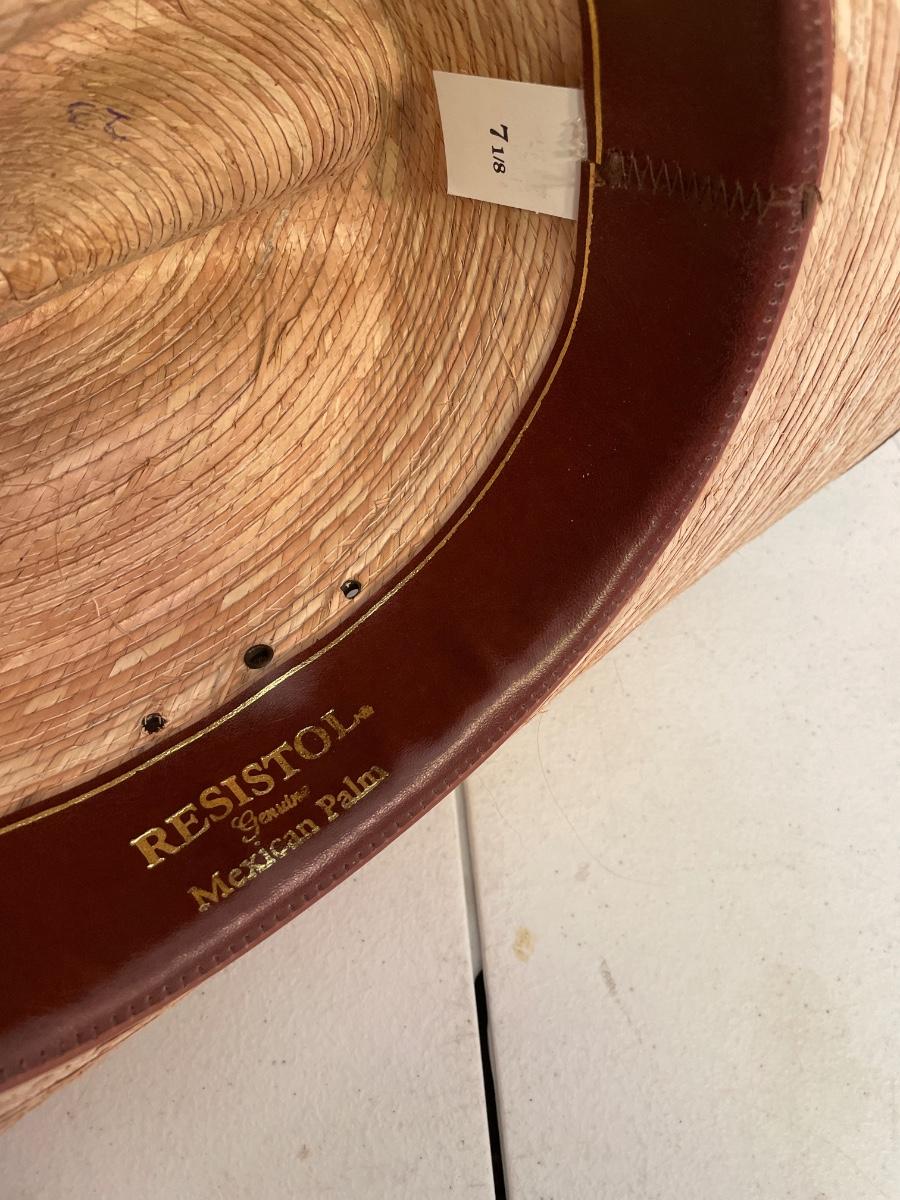 7 1/8
RESISTOL®
Genuine
Mexican Palm